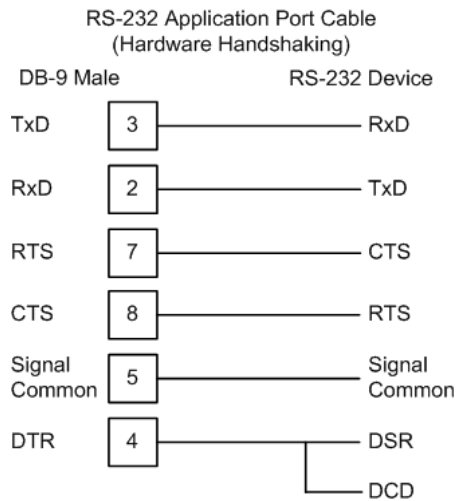 RS-232 Application Port Cable
(Hardware Handshaking)
DB-9 Male RS-232 Device
TxD 3 RxD
RxD 2 TxD
RTS 7 CTS
CTS 8 RTS
Signal
Common 5 Signal
Common
DTR 4 DSR
DCD